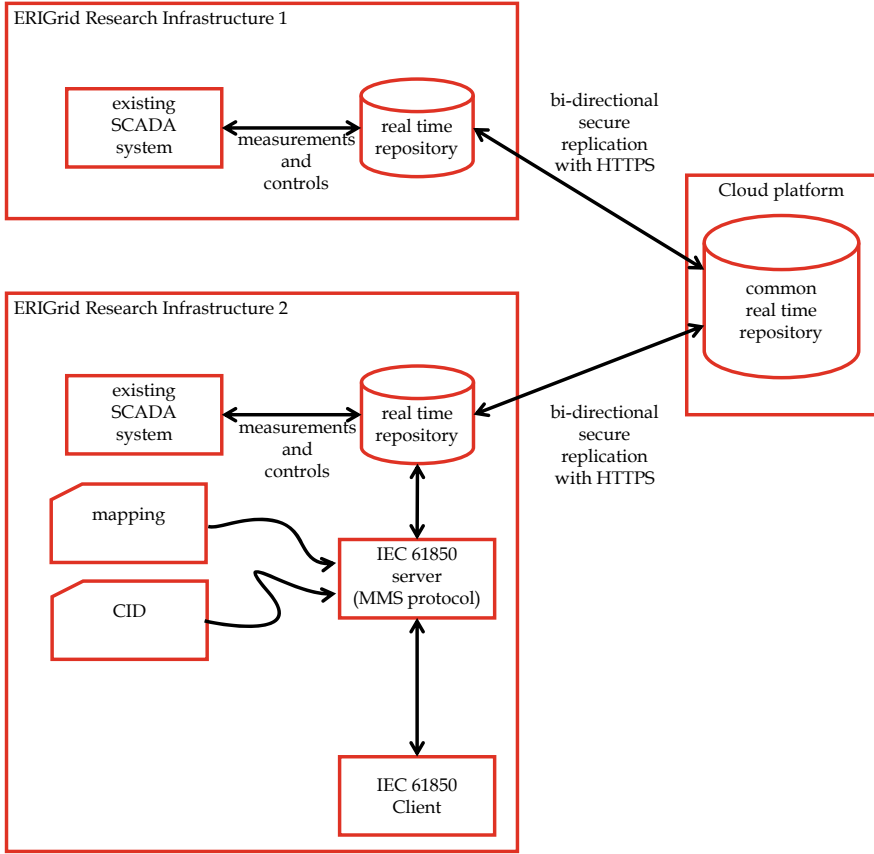 ERIGrid Research Infrastructure 1
existing
SCADA
system
measurements
and
controls
real time
repository
bi-directional
secure
replication
with HTTPS
Cloud platform
common
real time
repository
ERIGrid Research Infrastructure 2
existing
SCADA
system
measurements
and
controls
real time
repository
bi-directional
secure
replication
with HTTPS
mapping
CID
IEC 61850
server
(MMS protocol)
IEC 61850
Client